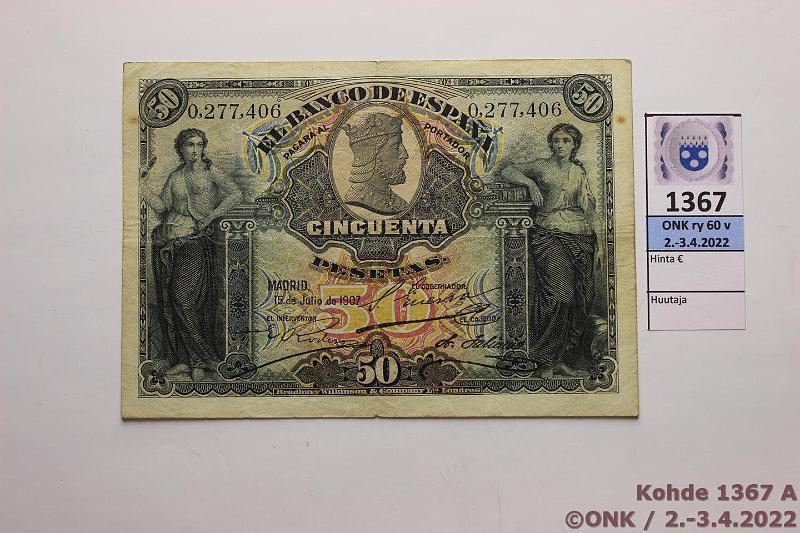 50
50
0.277.406
0.277.406
EL BANCO DE ESPAÑA
PAGARÁ AL PORTADOR
CINCUENTA
PESETAS.
MADRID,
15 de Julio de 1907.
EL GOBERNADOR,
50
EL INTERVENTOR,
EL CAJERO,
50
Bradbury Wilkinson & Company Lds Londres
1367
ONK ry 60 v
2.-3.4.2022
Hinta €
Huutaja
Kohde 1367 A
©ONK / 2.-3.4.2022